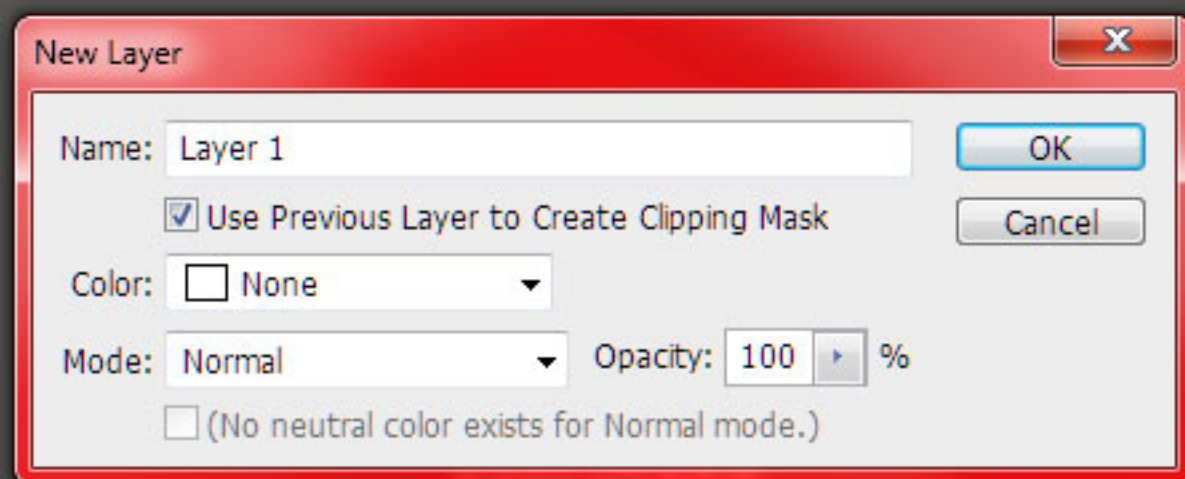 New Layer
Name: Layer 1
OK
Use Previous Layer to Create Clipping Mask
Cancel
Color: None
Mode: Normal Opacity: 100 %
(No neutral color exists for Normal mode.)